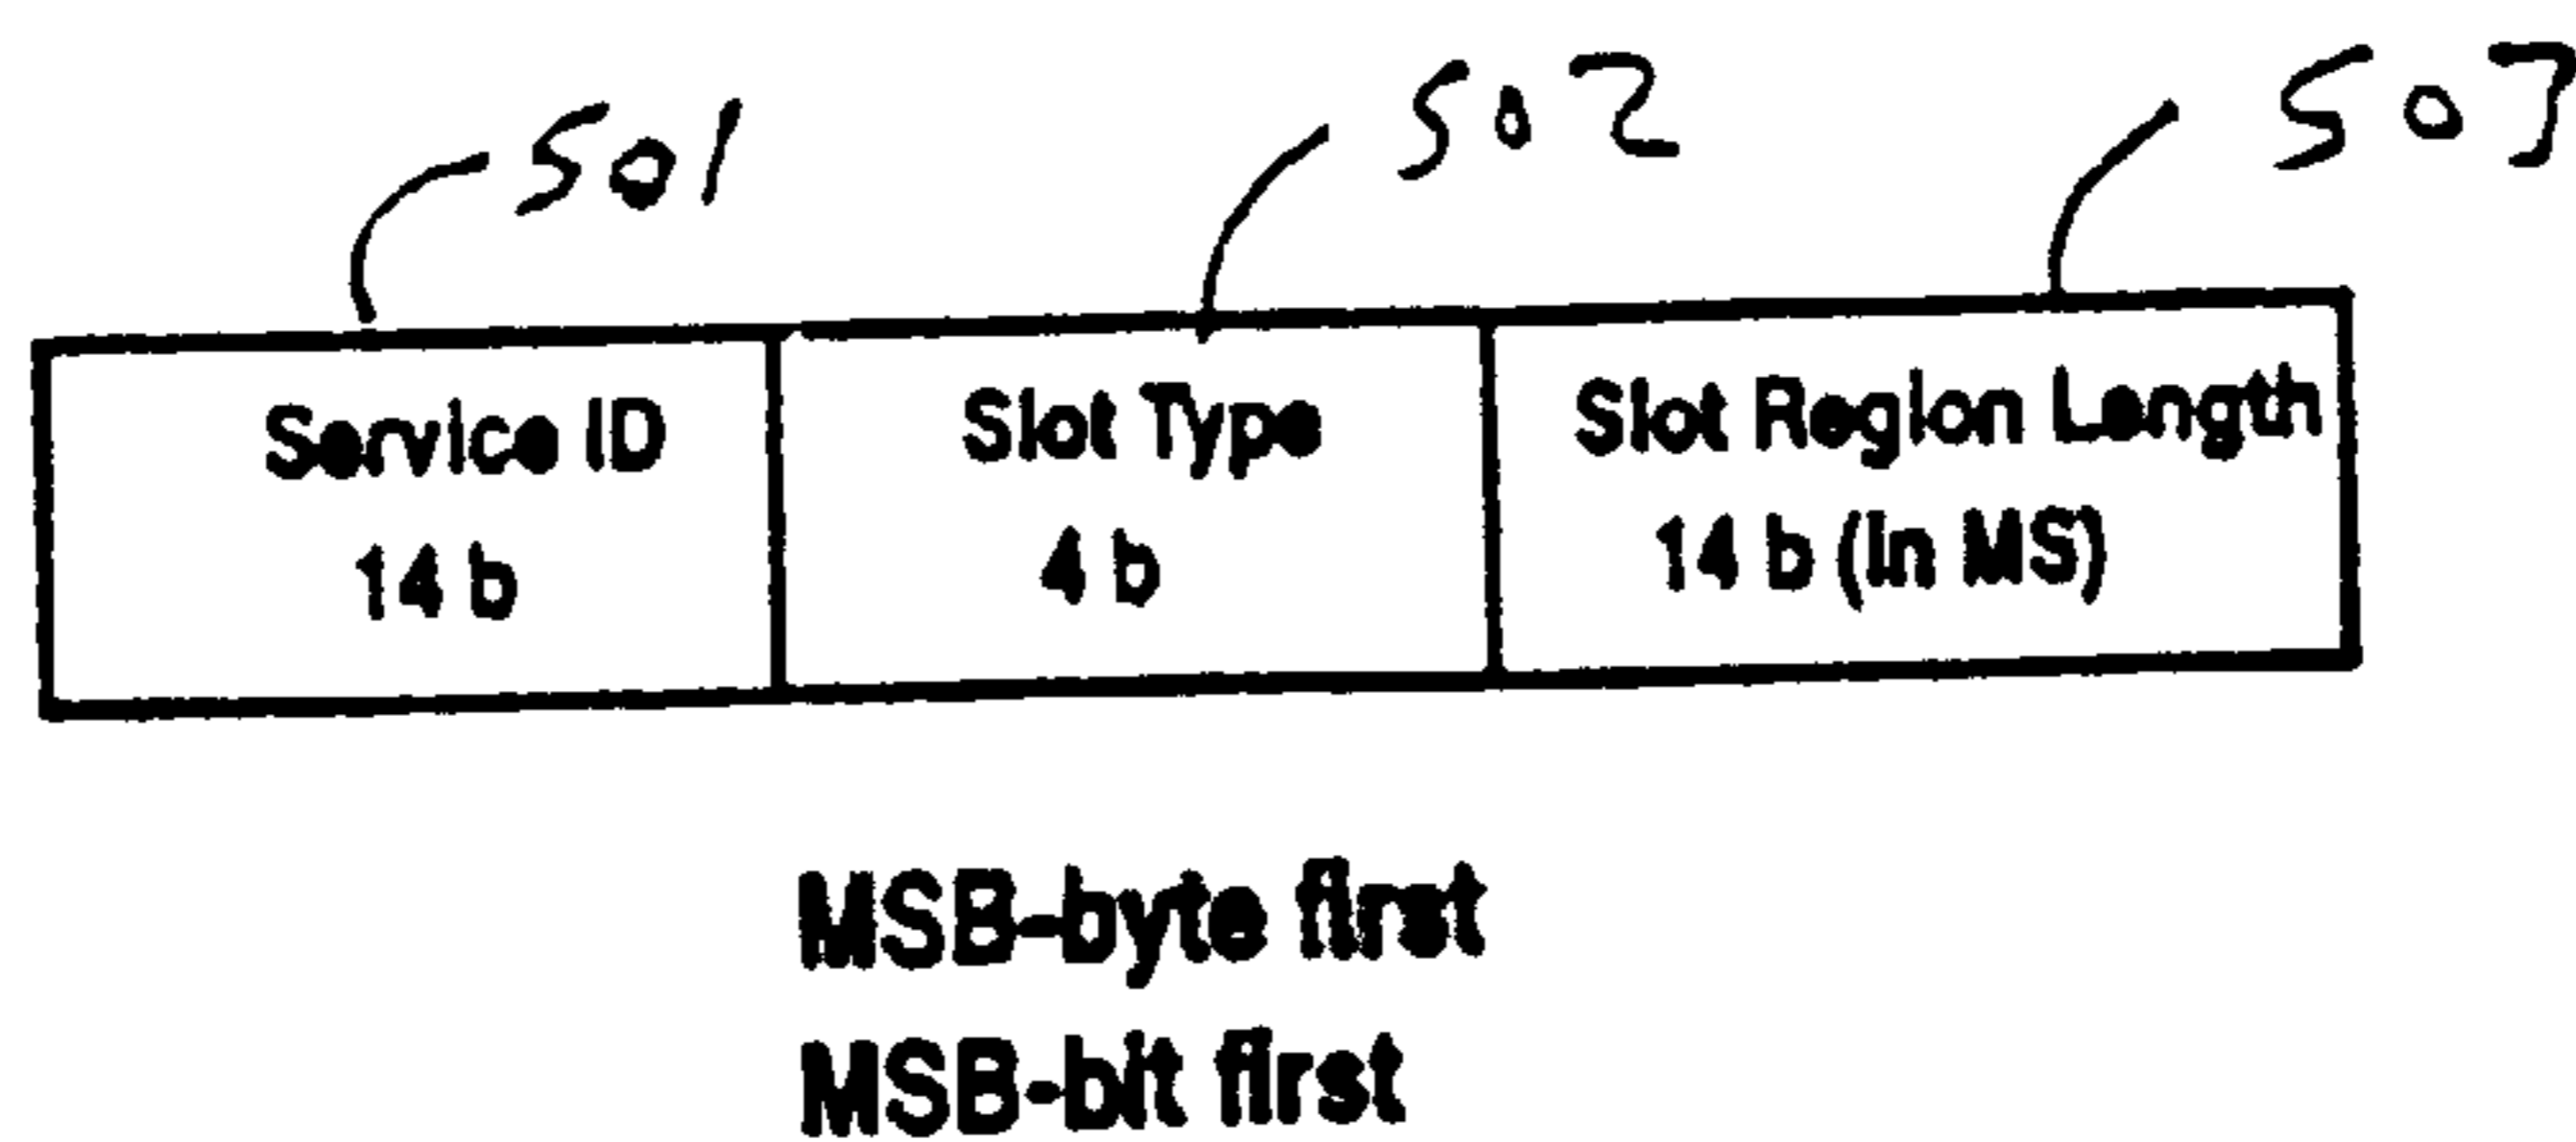 501 502 503
Service ID Slot Type Slot Region Length
14 b 4 b 14 b (in MS)
MSB-byte first
MSB-bit first